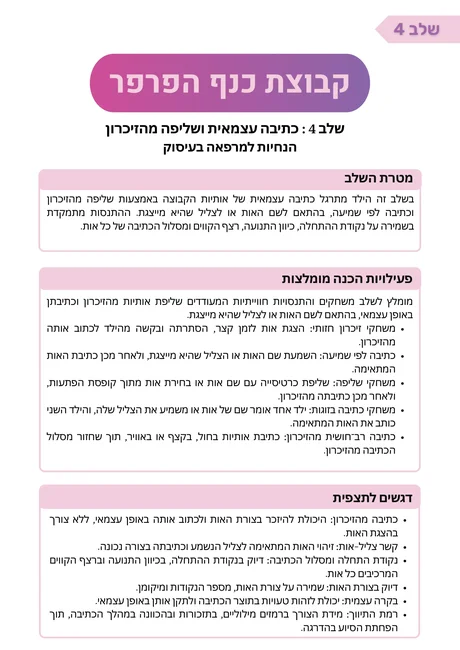 שלב 4
קבוצת כנף הפרפר
שלב 4 : כתיבה עצמאית ושליפה מהזיכרון
הנחיות למרפאה בעיסוק
מטרת השלב
בשלב זה הילד מתרגל כתיבה עצמאית של אותיות הקבוצה באמצעות שליפה מהזיכרון
וכתיבה לפי שמיעה, בהתאם לשם האות או לצליל שהיא מייצגת. ההתנסות מתמקדת
בשמירה על נקודת ההתחלה, כיוון התנועה, רצף הקווים ומסלול הכתיבה של כל אות.
פעילויות הכנה מומלצות
מומלץ לשלב משחקים והתנסויות חווייתיות המעודדים שליפת אותיות מהזיכרון וכתיבתן
באופן עצמאי, בהתאם לשם האות או לצליל שהיא מייצגת.
• משחקי זיכרון חזותי: הצגת אות לזמן קצר, הסתרתה ובקשה מהילד לכתוב אותה
מהזיכרון.
• כתיבה לפי שמיעה: השמעת שם האות או הצליל שהיא מייצגת, ולאחר מכן כתיבת האות
המתאימה.
• משחקי שליפה: שליפת כרטיסייה עם שם אות או בחירת אות מתוך קופסת הפתעות,
ולאחר מכן כתיבתה מהזיכרון.
• משחקי כתיבה בזוגות: ילד אחד אומר שם של אות או משמיע את הצליל שלה, והילד השני
כותב את האות המתאימה.
• כתיבה רב־חושית מהזיכרון: כתיבת אותיות בחול, בקצף או באוויר, תוך שחזור מסלול
הכתיבה מהזיכרון.
דגשים לתצפית
• כתיבה מהזיכרון: היכולת להיזכר בצורת האות ולכתוב אותה באופן עצמאי, ללא צורך
בהצגת האות.
• קשר צליל–אות: זיהוי האות המתאימה לצליל הנשמע וכתיבתה בצורה נכונה.
• נקודת התחלה ומסלול הכתיבה: דיוק בנקודת ההתחלה, בכיוון התנועה וברצף הקווים
המרכיבים כל אות.
• דיוק בצורת האות: שמירה על צורת האות, מספר הנקודות ומיקומן.
• בקרה עצמית: יכולת לזהות טעויות בתוצר הכתיבה ולתקן אותן באופן עצמאי.
• רמת התיווך: מידת הצורך ברמזים מילוליים, בתזכורות ובהכוונה במהלך הכתיבה, תוך
הפחתת הסיוע בהדרגה.